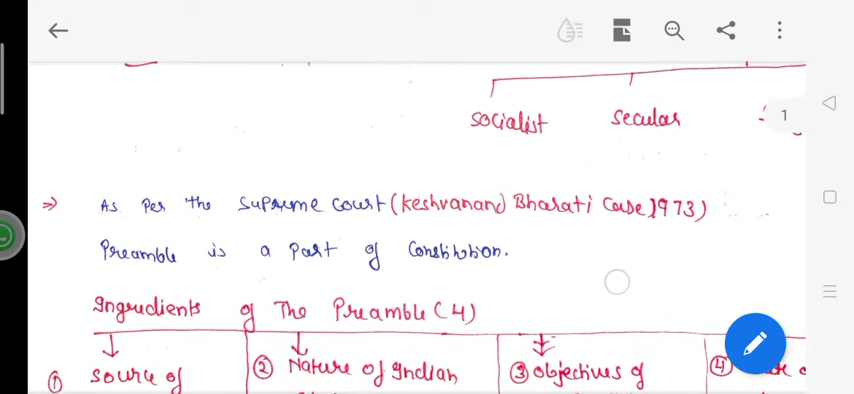 socialist secular
1
⇒ As Per the Supreme Court (Keshvanand Bharati Case 1973)
Preamble is a part of Constitution.
Ingredients of The Preamble (4)
① Source of ② Nature of Indian ③ Objectives of ④